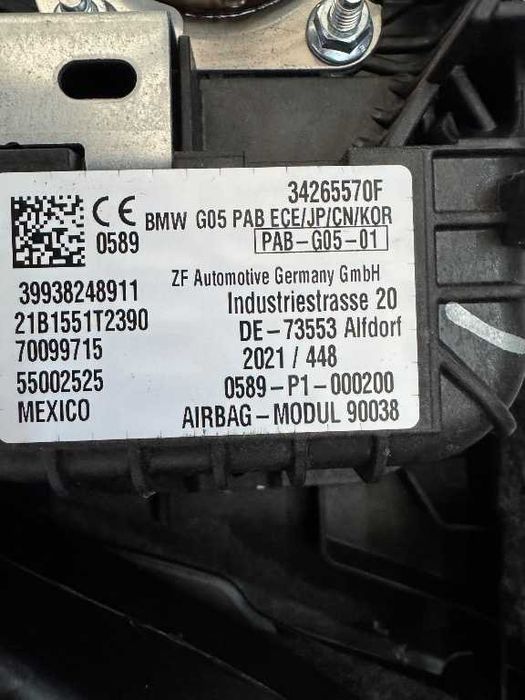 34265570F
CE BMW G05 PAB ECE/JP/CN/KOR
0589 PAB-G05-01
ZF Automotive Germany GmbH
39938248911 Industriestrasse 20
21B1551T2390 DE-73553 Alfdorf
70099715 2021 / 448
55002525 0589-P1-000200
MEXICO AIRBAG-MODUL 90038